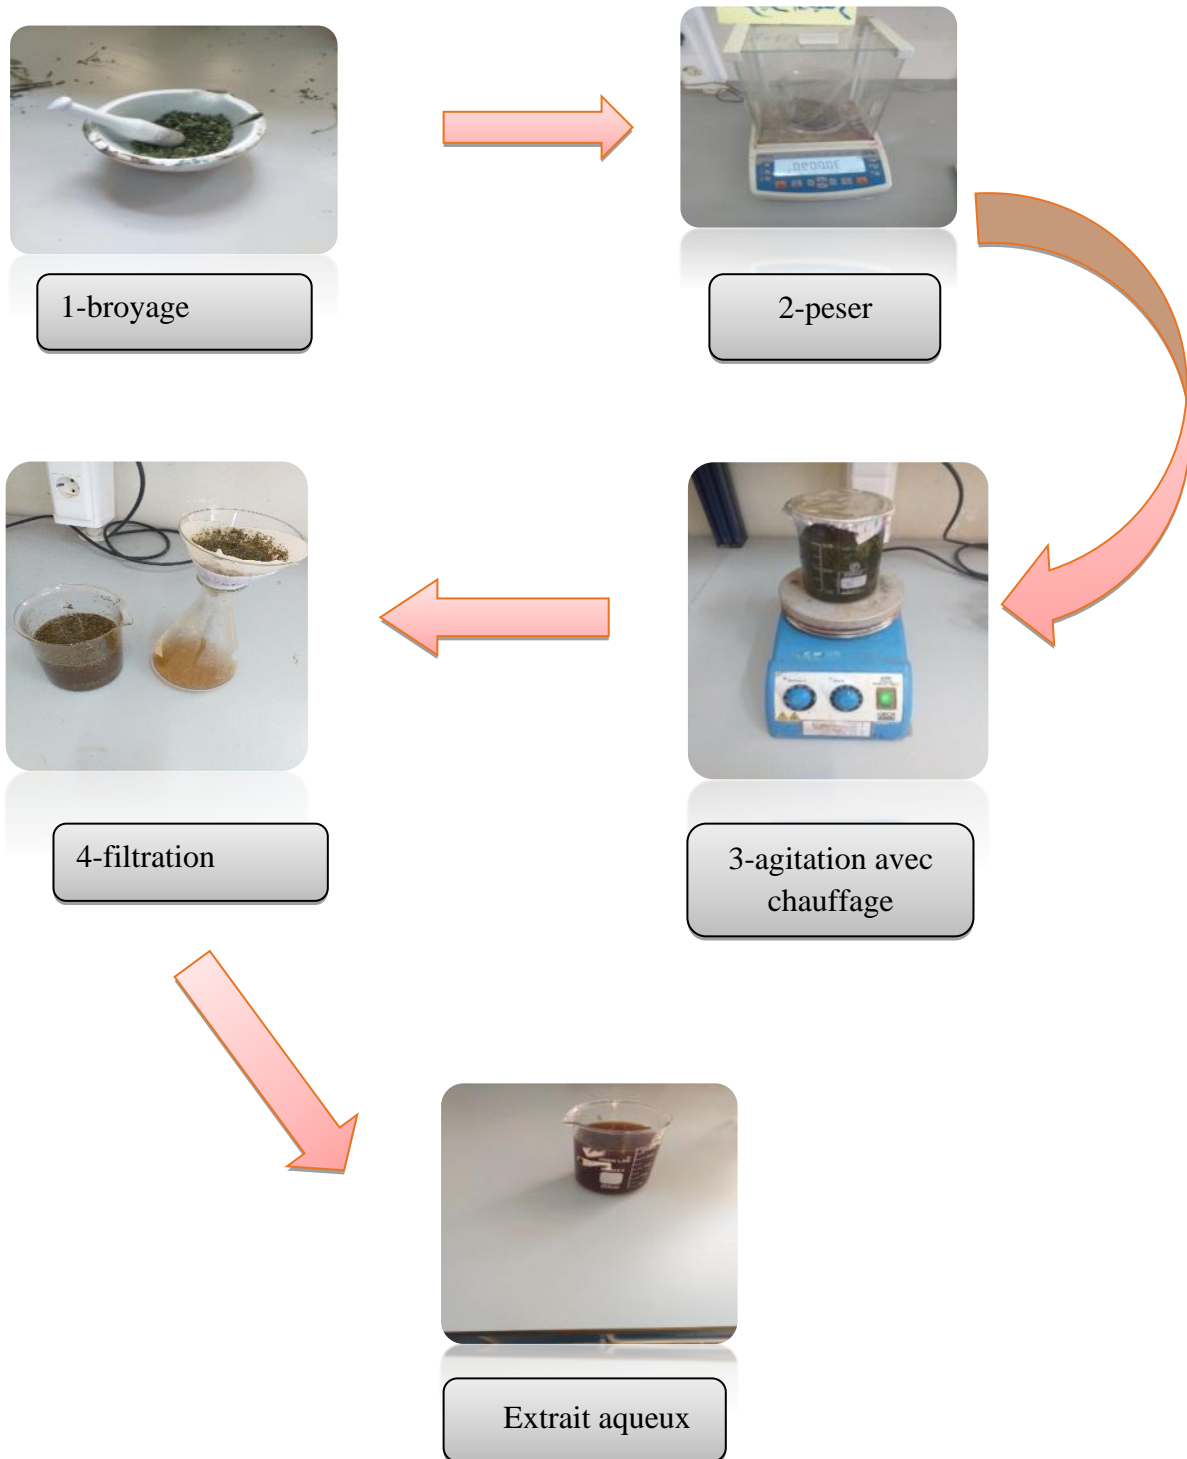 1-broyage
2-peser
3-agitation avec
chauffage
4-filtration
Extrait aqueux